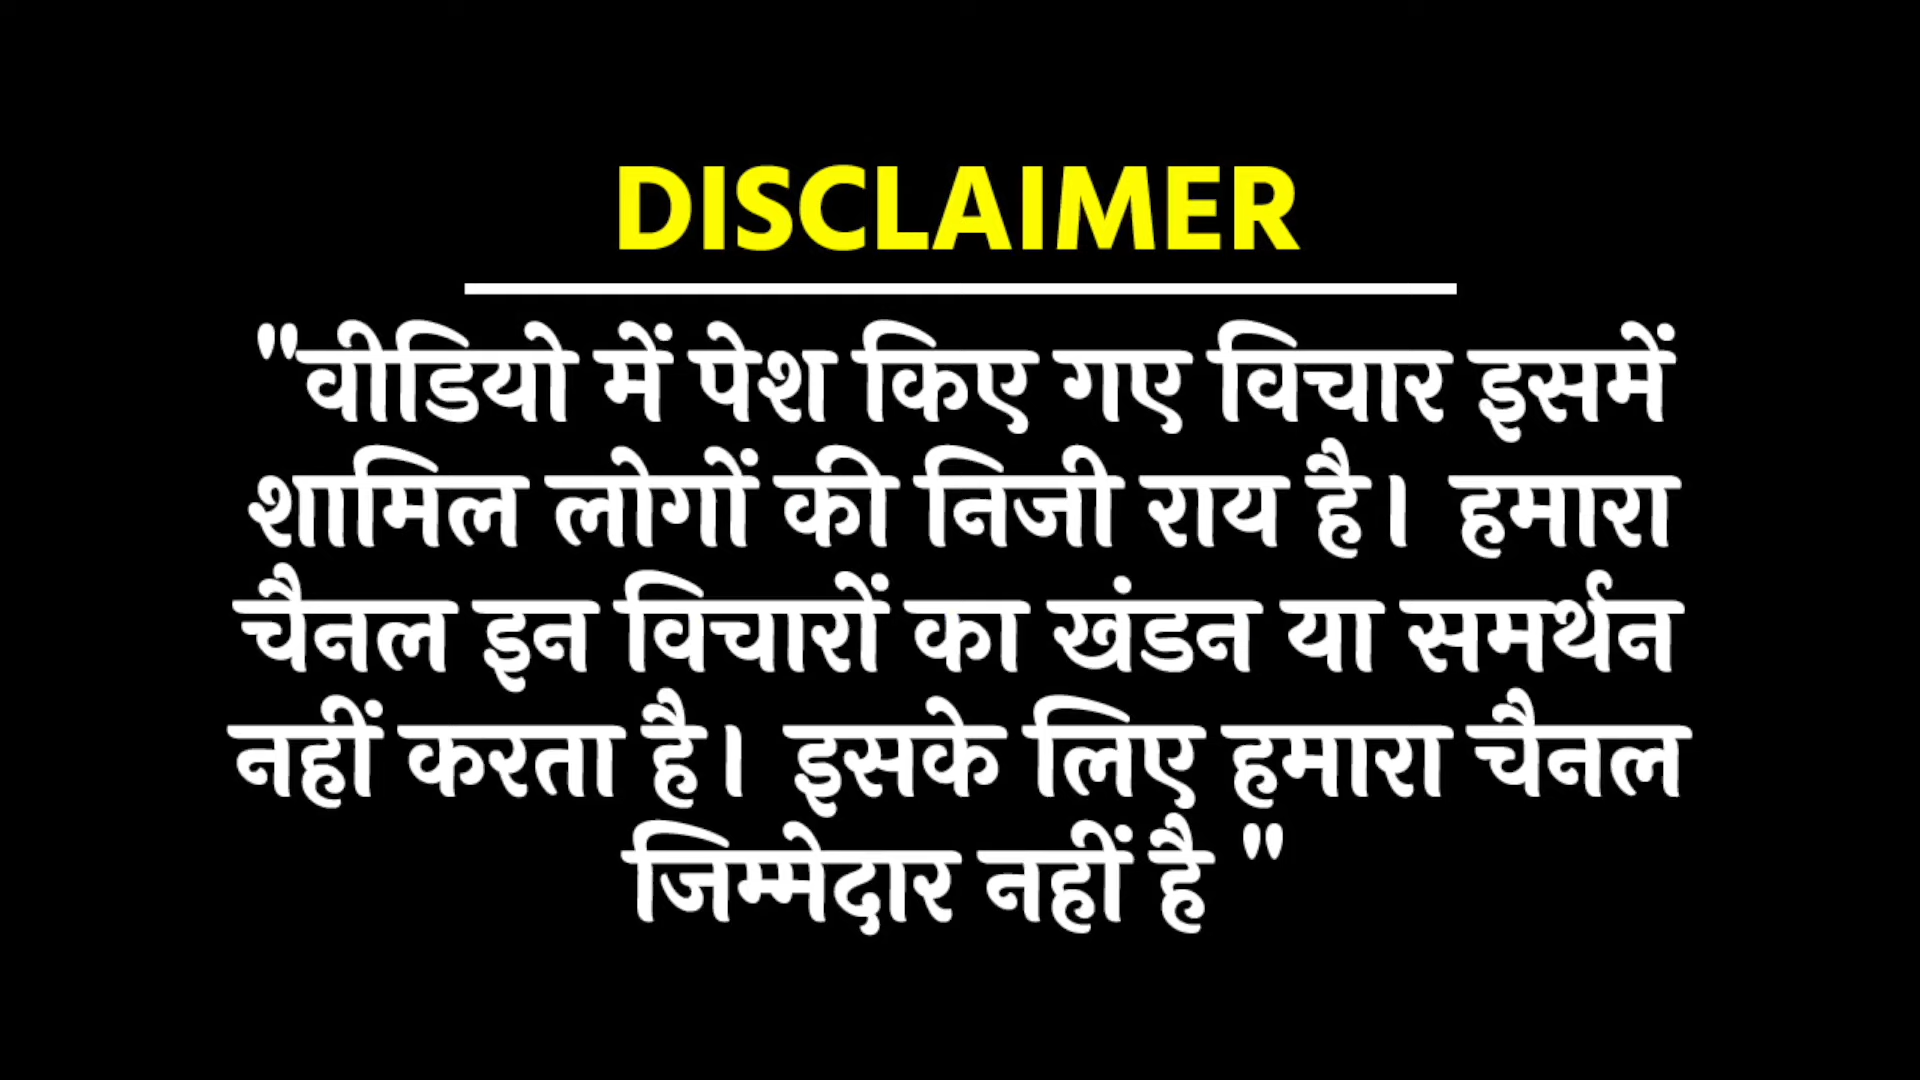 DISCLAIMER
"वीडियो में पेश किए गए विचार इसमें
शामिल लोगों की निजी राय है। हमारा
चैनल इन विचारों का खंडन या समर्थन
नहीं करता है। इसके लिए हमारा चैनल
जिम्मेदार नहीं है "